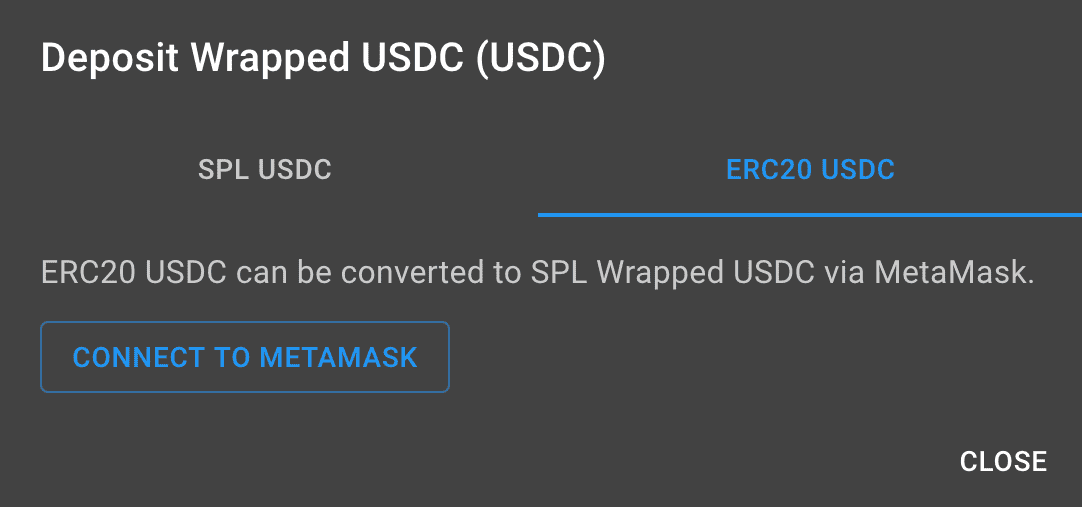 Deposit Wrapped USDC (USDC)
SPL USDC
ERC20 USDC
ERC20 USDC can be converted to SPL Wrapped USDC via MetaMask.
CONNECT TO METAMASK
CLOSE